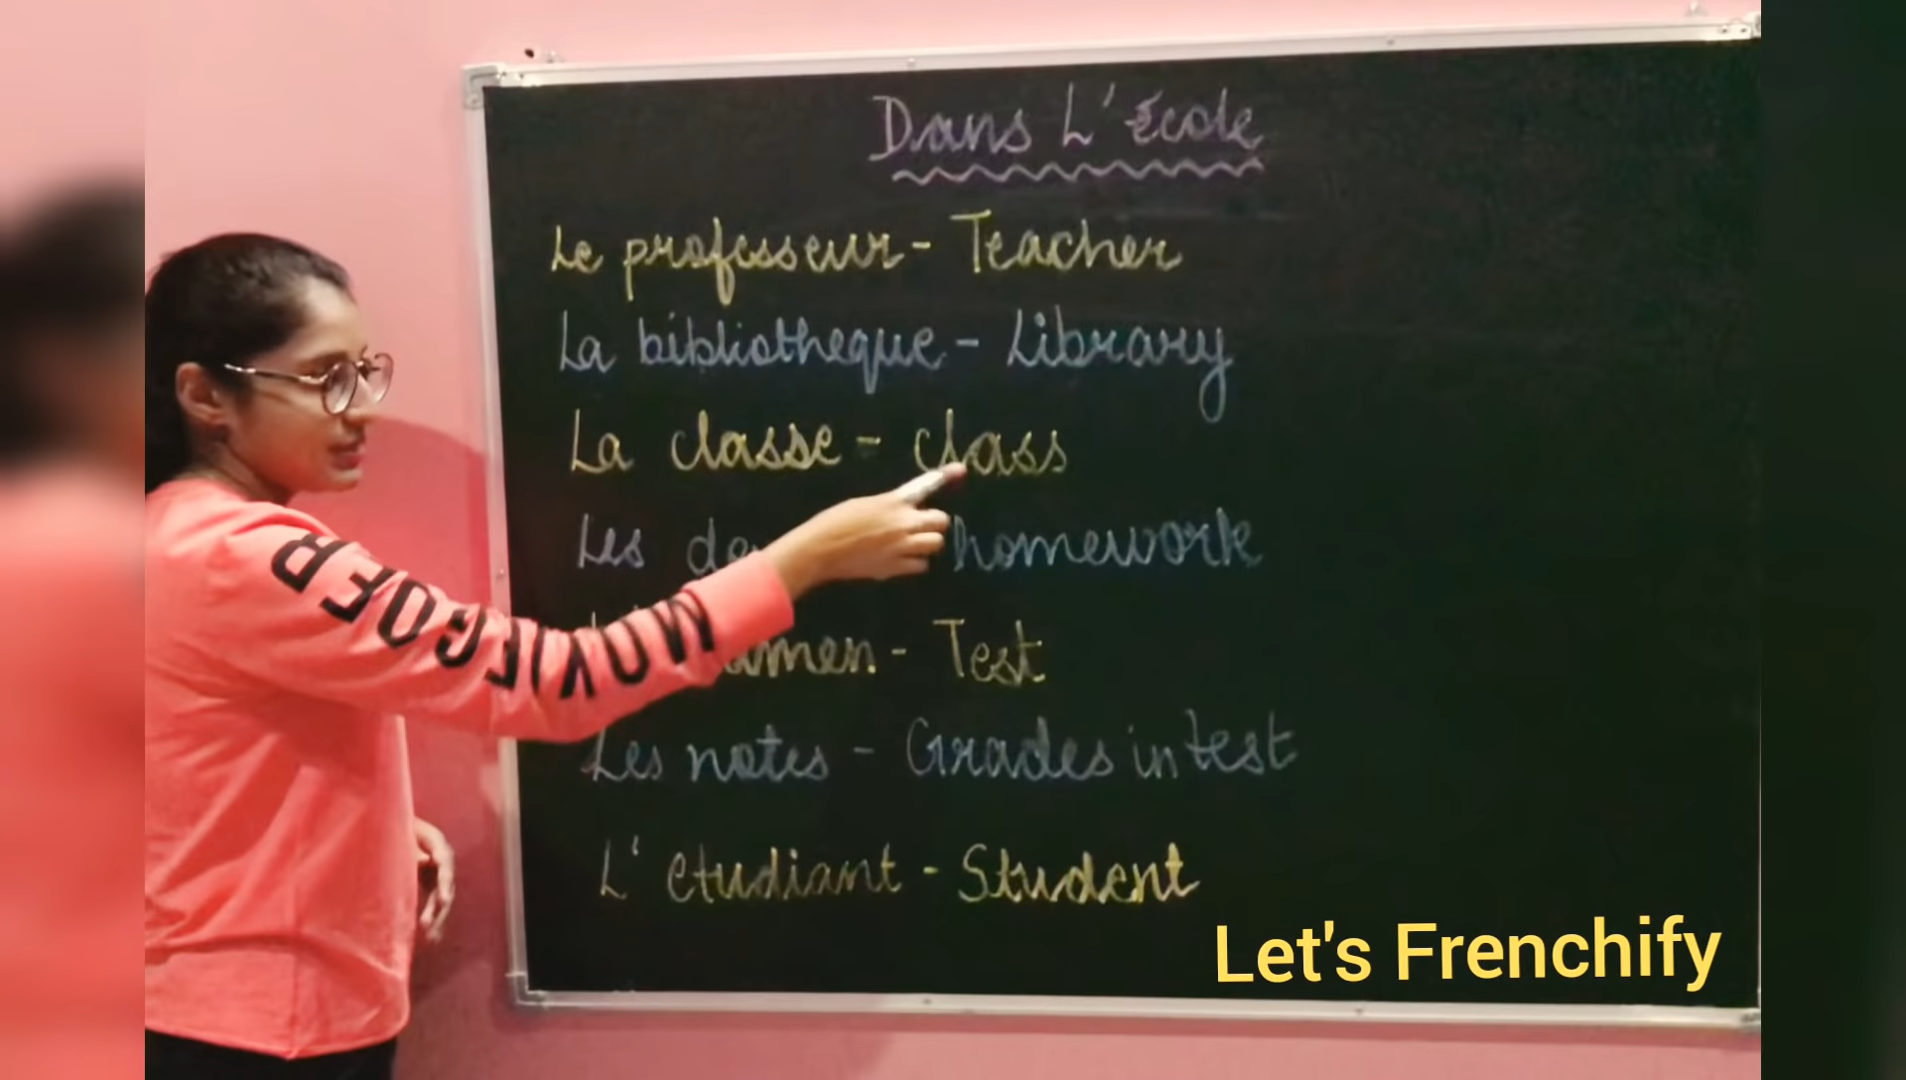 Dans L'École
Le professeur - Teacher
La bibliotheque - Library
La classe - class
Les homework
- Test
Les notes - Grades in test
L' etudiant - Student
Let's Frenchify
MOVIEGOER